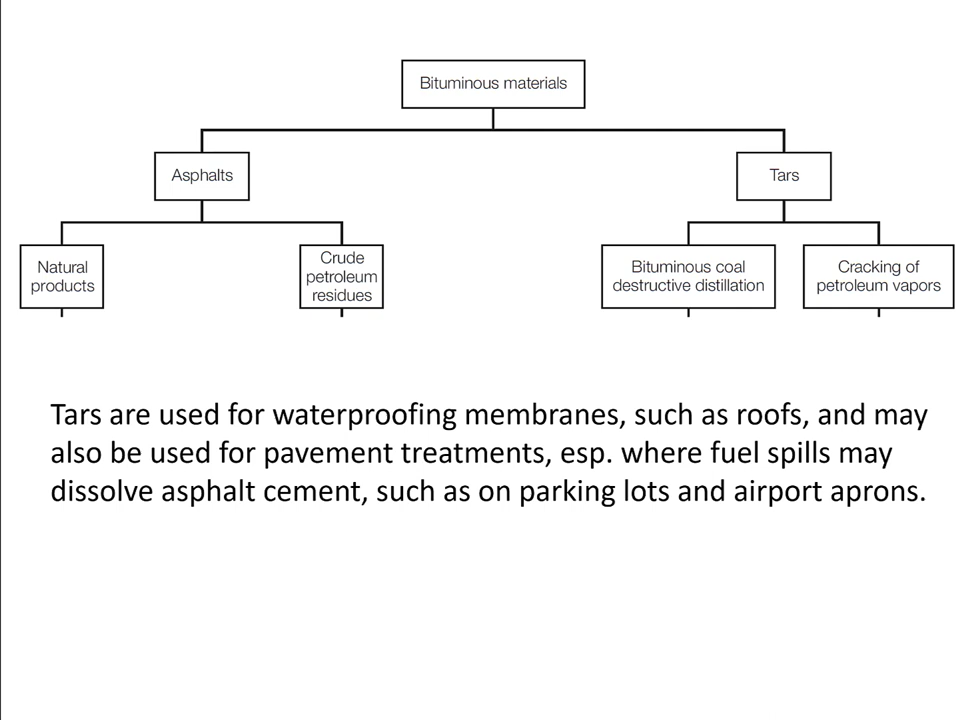 Bituminous materials
Asphalts
Tars
Natural
products
Crude
petroleum
residues
Bituminous coal
destructive distillation
Cracking of
petroleum vapors
Tars are used for waterproofing membranes, such as roofs, and may
also be used for pavement treatments, esp. where fuel spills may
dissolve asphalt cement, such as on parking lots and airport aprons.